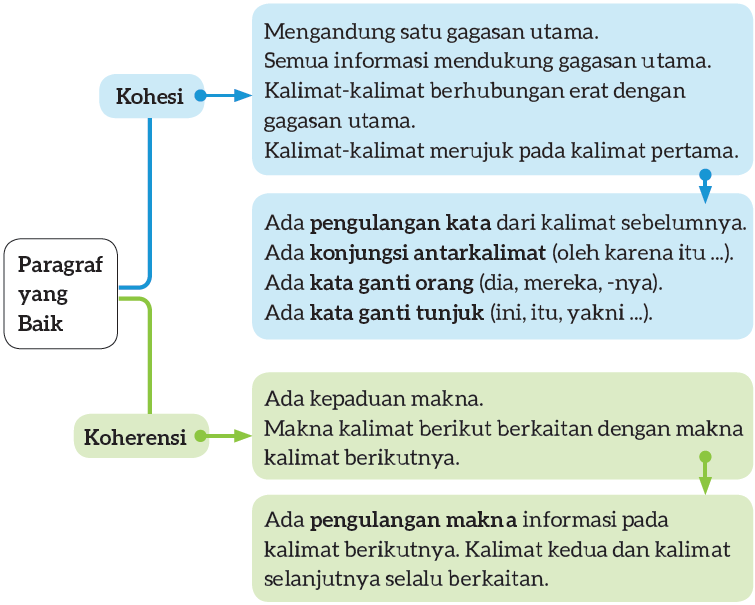 Paragraf
yang
Baik
Kohesi
Mengandung satu gagasan utama.
Semua informasi mendukung gagasan utama.
Kalimat-kalimat berhubungan erat dengan
gagasan utama.
Kalimat-kalimat merujuk pada kalimat pertama.
Ada pengulangan kata dari kalimat sebelumnya.
Ada konjungsi antarkalimat (oleh karena itu ...).
Ada kata ganti orang (dia, mereka, -nya).
Ada kata ganti tunjuk (ini, itu, yakni ...).
Koherensi
Ada kepaduan makna.
Makna kalimat berikut berkaitan dengan makna
kalimat berikutnya.
Ada pengulangan makna informasi pada
kalimat berikutnya. Kalimat kedua dan kalimat
selanjutnya selalu berkaitan.